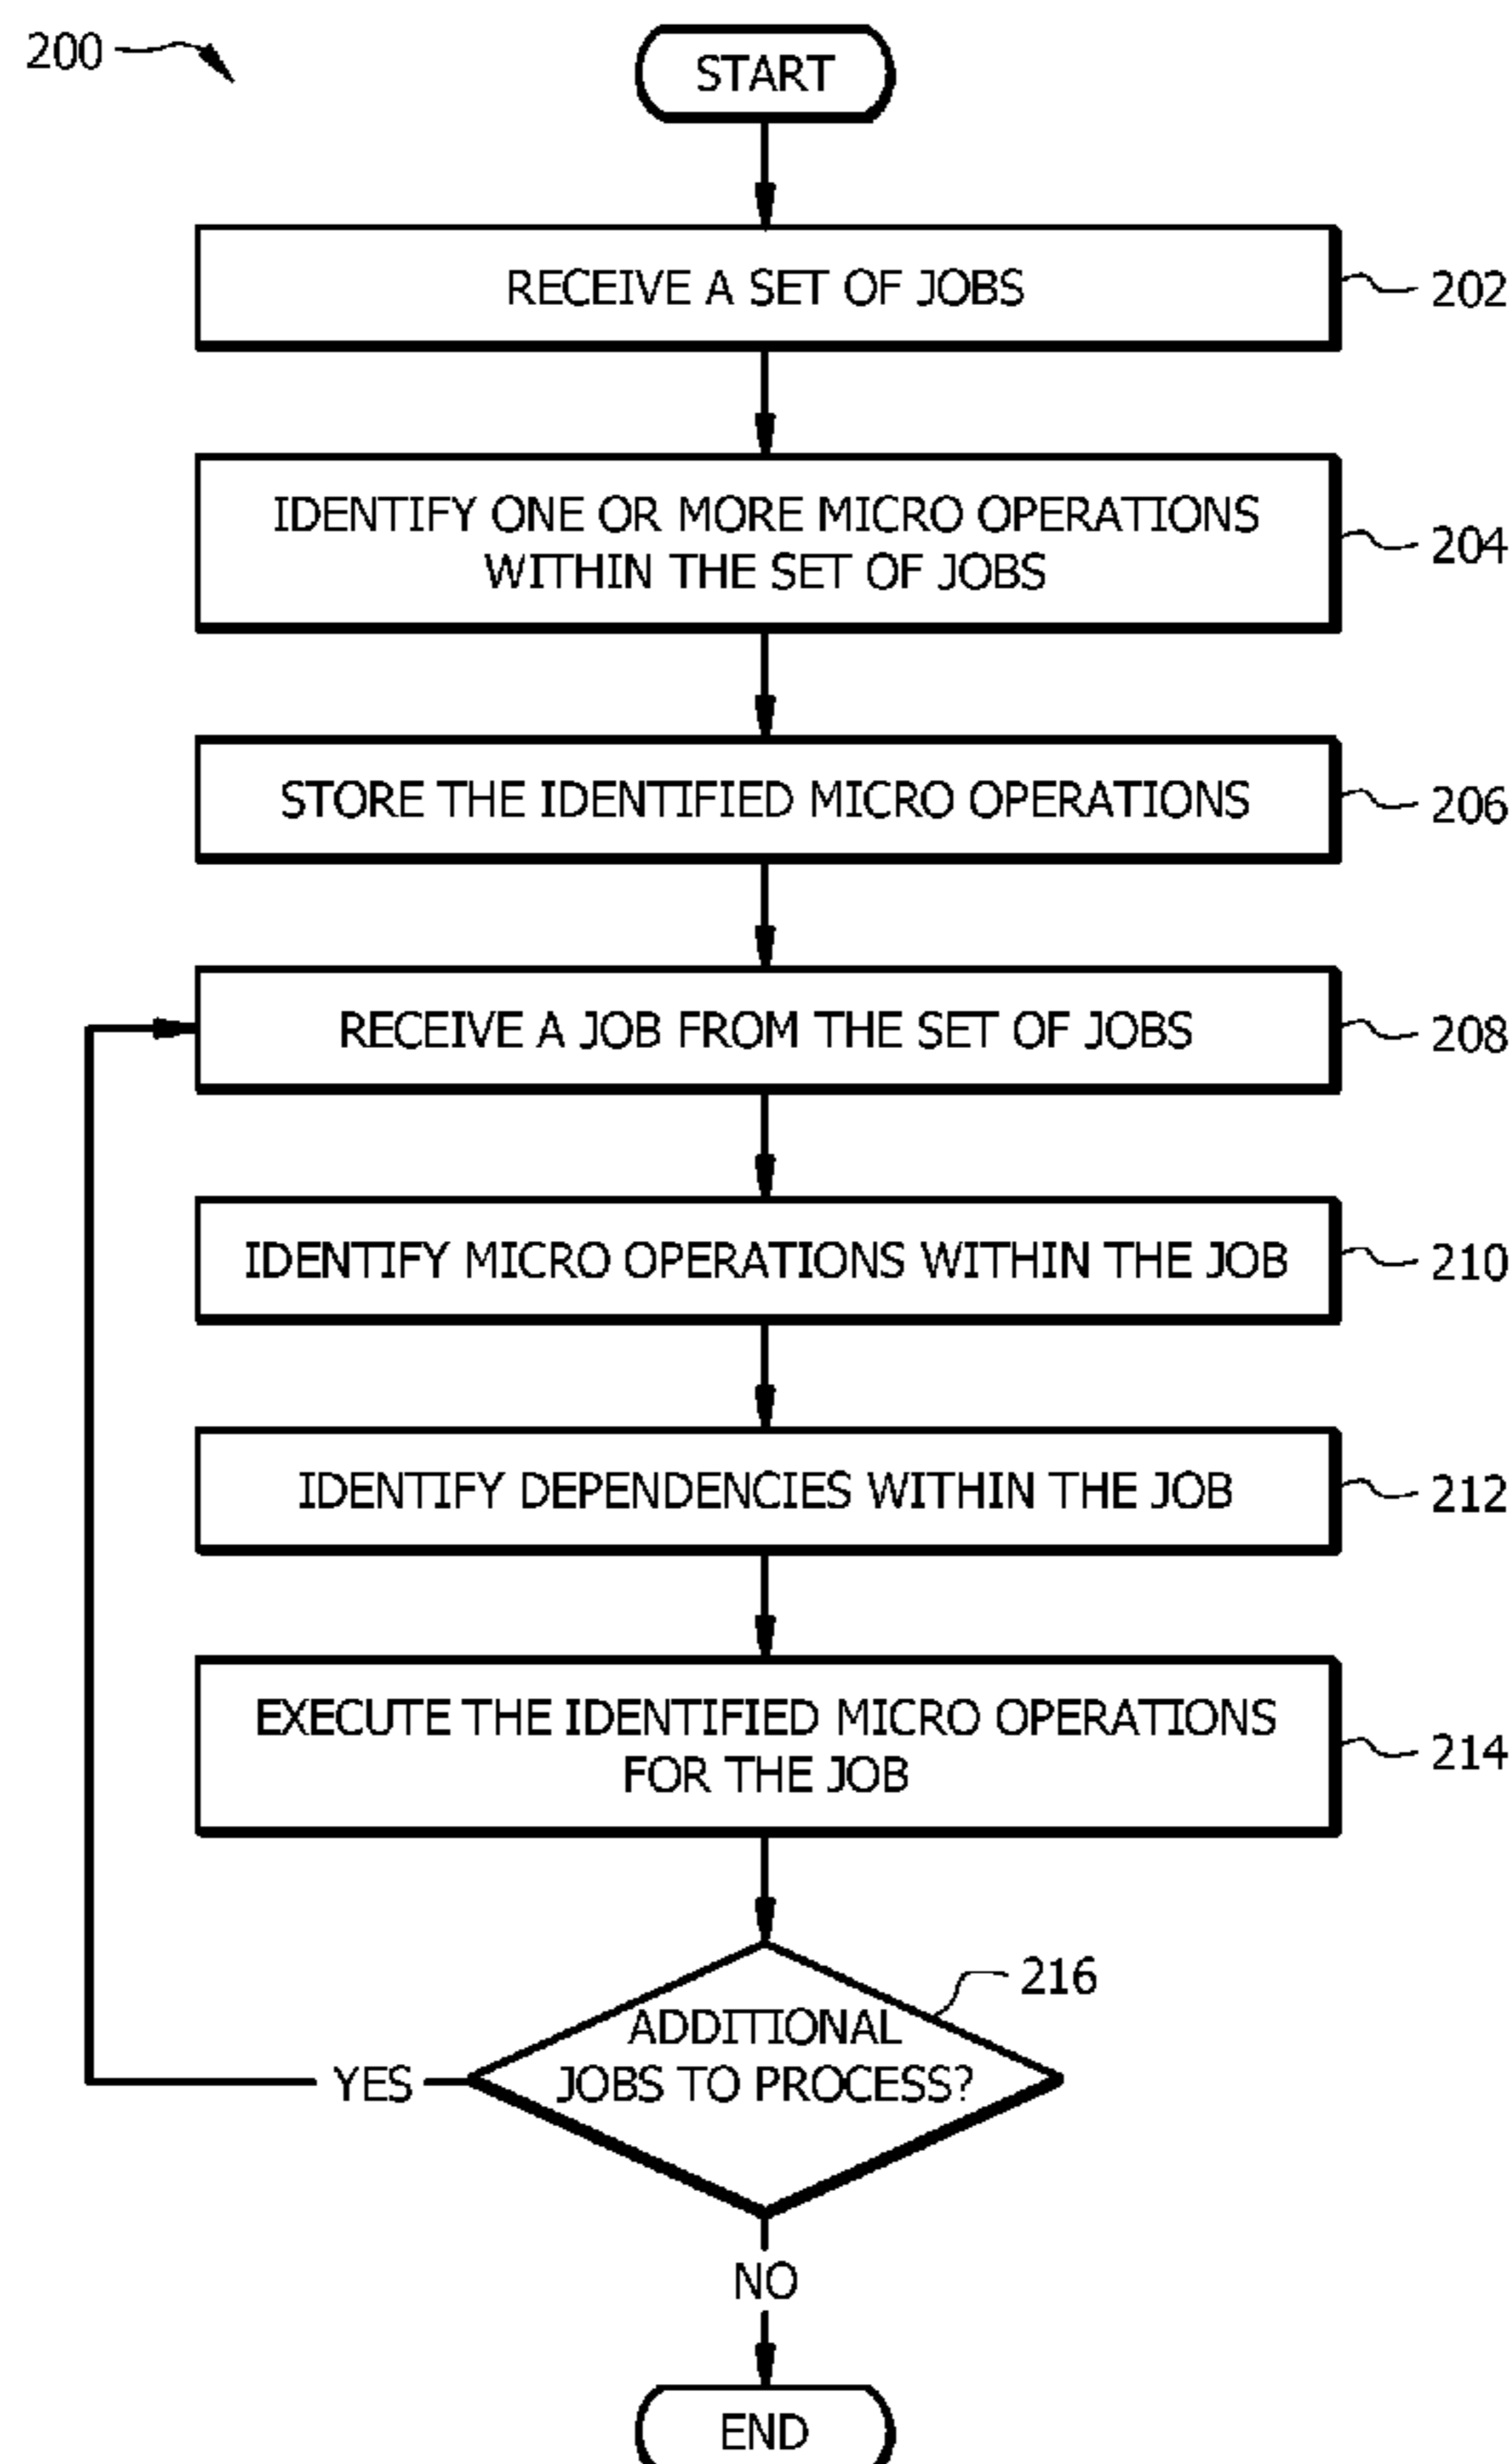 200
START
RECEIVE A SET OF JOBS
202
IDENTIFY ONE OR MORE MICRO OPERATIONS
WITHIN THE SET OF JOBS
204
STORE THE IDENTIFIED MICRO OPERATIONS
206
RECEIVE A JOB FROM THE SET OF JOBS
208
IDENTIFY MICRO OPERATIONS WITHIN THE JOB
210
IDENTIFY DEPENDENCIES WITHIN THE JOB
212
EXECUTE THE IDENTIFIED MICRO OPERATIONS
FOR THE JOB
214
216
ADDITIONAL
JOBS TO PROCESS?
YES
NO
END